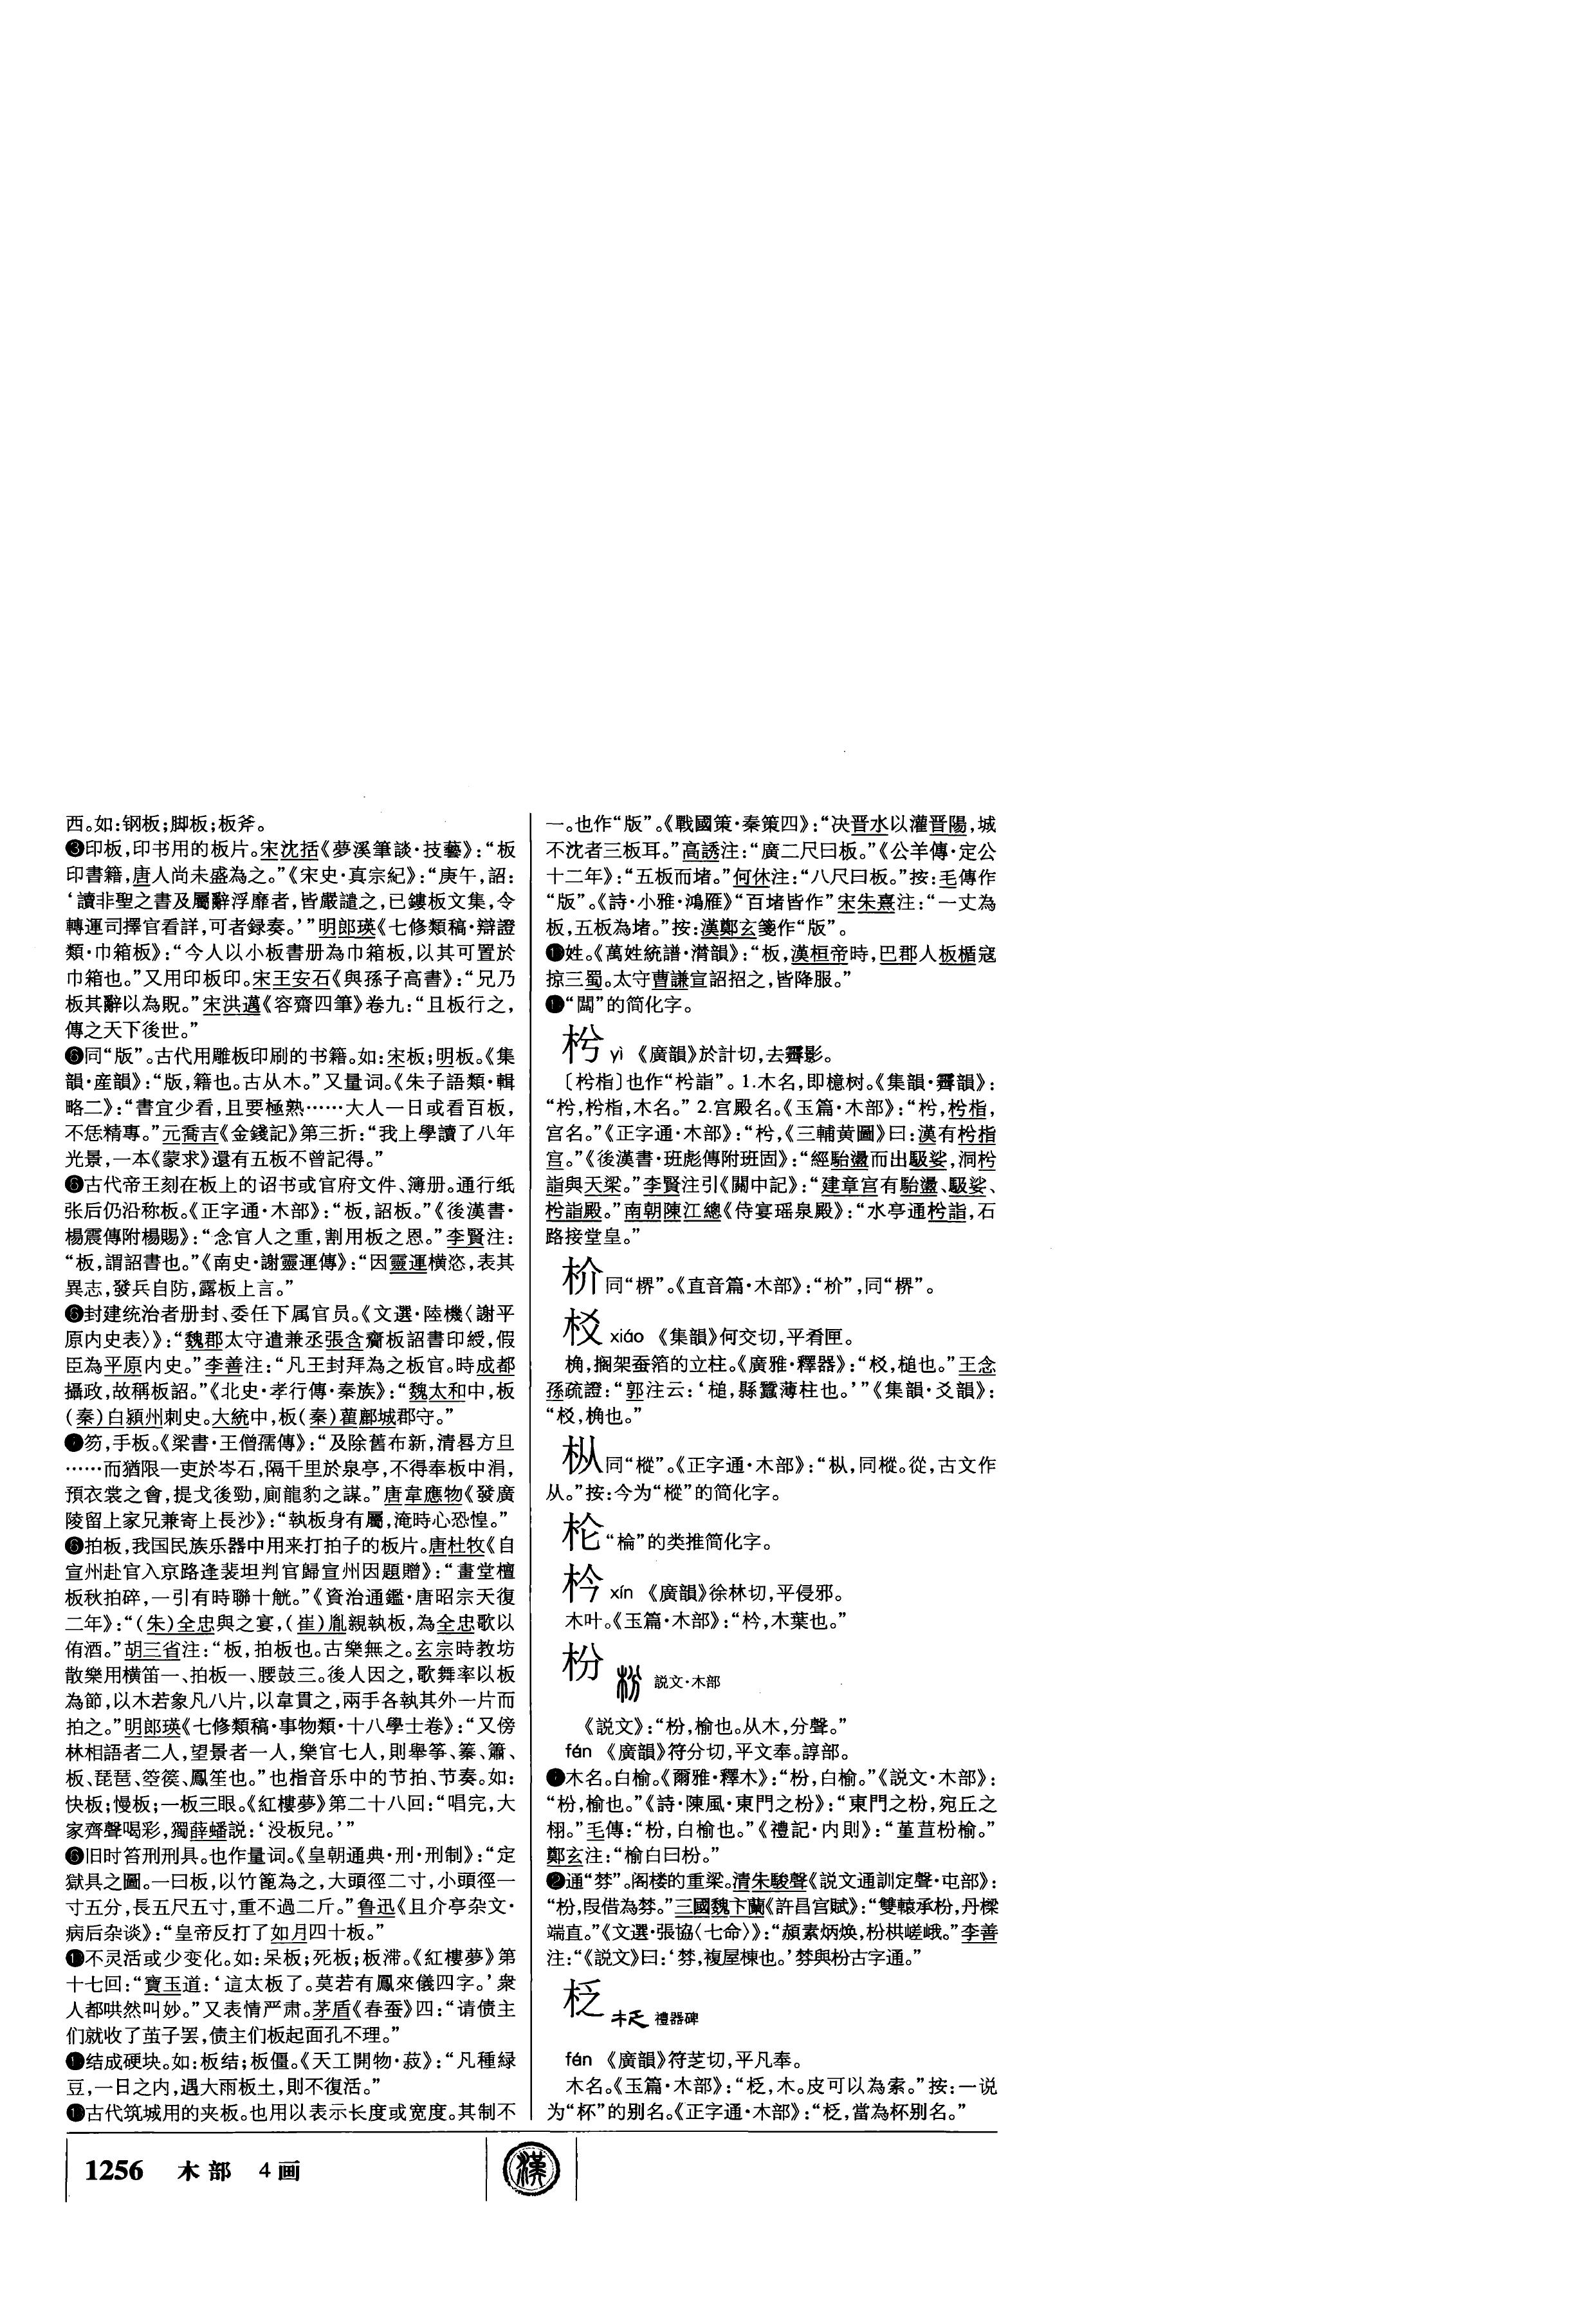 西。如:钢板;脚板;板斧。
❸印板,印书用的板片。宋沈括《夢溪筆談·技藝》:“板
印書籍,唐人尚未盛為之。”《宋史·真宗紀》:“庚午,詔:
‘讀非聖之書及屬辭浮靡者,皆嚴譴之,已鏤板文集,令
轉運司擇官看詳,可者録奏。’”明郎瑛《七修類稿·辯證
類·巾箱板》:“今人以小板書册為巾箱板,以其可置於
巾箱也。”又用印板印。宋王安石《與孫子高書》:“兄乃
板其辭以為貺。”宋洪邁《容齋四筆》卷九:“且板行之,
傳之天下後世。”
❻同“版”。古代用雕板印刷的书籍。如:宋板;明板。《集
韻·産韻》:“版,籍也。古从木。”又量词。《朱子語類·輯
略二》:“書宜少看,且要極熟……大人一日或看百板,
不恁精專。”元喬吉《金錢記》第三折:“我上學讀了八年
光景,一本《蒙求》還有五板不曾記得。”
❻古代帝王刻在板上的诏书或官府文件、簿册。通行纸
张后仍沿称板。《正字通·木部》:“板,詔板。”《後漢書·
楊震傳附楊賜》:“念官人之重,割用板之恩。”李賢注:
“板,謂詔書也。”《南史·謝靈運傳》:“因靈運横恣,表其
異志,發兵自防,露板上言。”
❻封建统治者册封、委任下属官员。《文選·陸機〈謝平
原内史表〉》:“魏郡太守遣兼丞張含齎板詔書印綬,假
臣為平原内史。”李善注:“凡王封拜為之板官。時成都
攝政,故稱板詔。”《北史·孝行傳·秦族》:“魏太和中,板
(秦)白潁州刺史。大統中,板(秦)蓳鄜城郡守。”
❼笏,手板。《梁書·王僧孺傳》:“及除舊布新,清晷方旦
……而猶限一吏於岑石,隔千里於泉亭,不得奉板中涓,
預衣裳之會,提戈後勁,廁龍豹之謀。”唐韋應物《發廣
陵留上家兄兼寄上長沙》:“執板身有屬,淹時心恐惶。”
❻拍板,我国民族乐器中用来打拍子的板片。唐杜牧《自
宣州赴官入京路逢裴坦判官歸宣州因題贈》:“畫堂檀
板秋拍碎,一引有時聯十觥。”《資治通鑑·唐昭宗天復
二年》:“(朱)全忠與之宴,(崔)胤親執板,為全忠歌以
侑酒。”胡三省注:“板,拍板也。古樂無之。玄宗時教坊
散樂用横笛一、拍板一、腰鼓三。後人因之,歌舞率以板
為節,以木若象凡八片,以韋貫之,兩手各執其外一片而
拍之。”明郎瑛《七修類稿·事物類·十八學士卷》:“又傍
林相語者二人,望景者一人,樂官七人,則舉筝、篆、簫、
板、琵琶、箜篌、鳳笙也。”也指音乐中的节拍、节奏。如:
快板;慢板;一板三眼。《紅樓夢》第二十八回:“唱完,大
家齊聲喝彩,獨薛蟠説:‘没板兒。’”
❻旧时笞刑刑具。也作量词。《皇朝通典·刑·刑制》:“定
獄具之圖。一曰板,以竹篦為之,大頭徑二寸,小頭徑一
寸五分,長五尺五寸,重不過二斤。”鲁迅《且介亭杂文·
病后杂谈》:“皇帝反打了如月四十板。”
❶不灵活或少变化。如:呆板;死板;板滞。《紅樓夢》第
十七回:“寶玉道:‘這太板了。莫若有鳳來儀四字。’衆
人都哄然叫妙。”又表情严肃。茅盾《春蚕》四:“请债主
们就收了茧子罢,债主们板起面孔不理。”
❶结成硬块。如:板结;板僵。《天工開物·菽》:“凡種緑
豆,一日之内,遇大雨板土,則不復活。”
❶古代筑城用的夹板。也用以表示长度或宽度。其制不
一。也作“版”。《戰國策·秦策四》:“决晋水以灌晋陽,城
不沈者三板耳。”高誘注:“廣二尺曰板。”《公羊傳·定公
十二年》:“五板而堵。”何休注:“八尺曰板。”按:毛傳作
“版”。《詩·小雅·鴻雁》“百堵皆作”宋朱熹注:“一丈為
板,五板為堵。”按:漢鄭玄箋作“版”。
❶姓。《萬姓統譜·潸韻》:“板,漢桓帝時,巴郡人板楯寇
掠三蜀。太守曹謙宣詔招之,皆降服。”
❶“闆”的简化字。
枍 yì 《廣韻》於計切,去霽影。
〔枍栺〕也作“枍詣”。1.木名,即檍树。《集韻·霽韻》:
“枍,枍栺,木名。” 2.宫殿名。《玉篇·木部》:“枍,枍栺,
宫名。”《正字通·木部》:“枍,《三輔黄圖》曰:漢有枍栺
宫。”《後漢書·班彪傳附班固》:“經駘盪而出馺娑,洞枍
詣與天梁。”李賢注引《關中記》:“建章宫有駘盪、馺娑、
枍詣殿。”南朝陳江總《侍宴瑶泉殿》:“水亭通枍詣,石
路接堂皇。”
枌同“㮋”。《直音篇·木部》:“枌”,同“㮋”。
䒩 xiáo 《集韻》何交切,平肴匣。
桷,搁架蚕箔的立柱。《廣雅·釋器》:“校,槌也。”王念
孫疏證:“郭注云:‘槌,縣蠶薄柱也。’”《集韻·爻韻》:
“校,桷也。”
枞同“樅”。《正字通·木部》:“枞,同樅。從,古文作
从。”按:今为“樅”的简化字。
枪“棆”的类推简化字。
枔 xín 《廣韻》徐林切,平侵邪。
木叶。《玉篇·木部》:“枔,木葉也。”
枌 説文·木部
《説文》:“枌,榆也。从木,分聲。”
fén 《廣韻》符分切,平文奉。諄部。
❶木名。白榆。《爾雅·釋木》:“枌,白榆。”《説文·木部》:
“枌,榆也。”《詩·陳風·東門之枌》:“東門之枌,宛丘之
栩。”毛傳:“枌,白榆也。”《禮記·内則》:“堇荁枌榆。”
鄭玄注:“榆白曰枌。”
❷通“棼”。阁楼的重梁。清朱駿聲《説文通訓定聲·屯部》:
“枌,叚借為棼。”三國魏卞蘭《許昌宫賦》:“雙轅承枌,丹橑
端直。”《文選·張協〈七命〉》:“頳素炳焕,枌栱嵯峨。”李善
注:“《説文》曰:‘棼,複屋棟也。’棼與枌古字通。”
柉 禮器碑
fán 《廣韻》符芝切,平凡奉。
木名。《玉篇·木部》:“柉,木。皮可以為索。”按:一说
为“杯”的别名。《正字通·木部》:“柉,當為杯别名。”
1256 木部 4画
漢